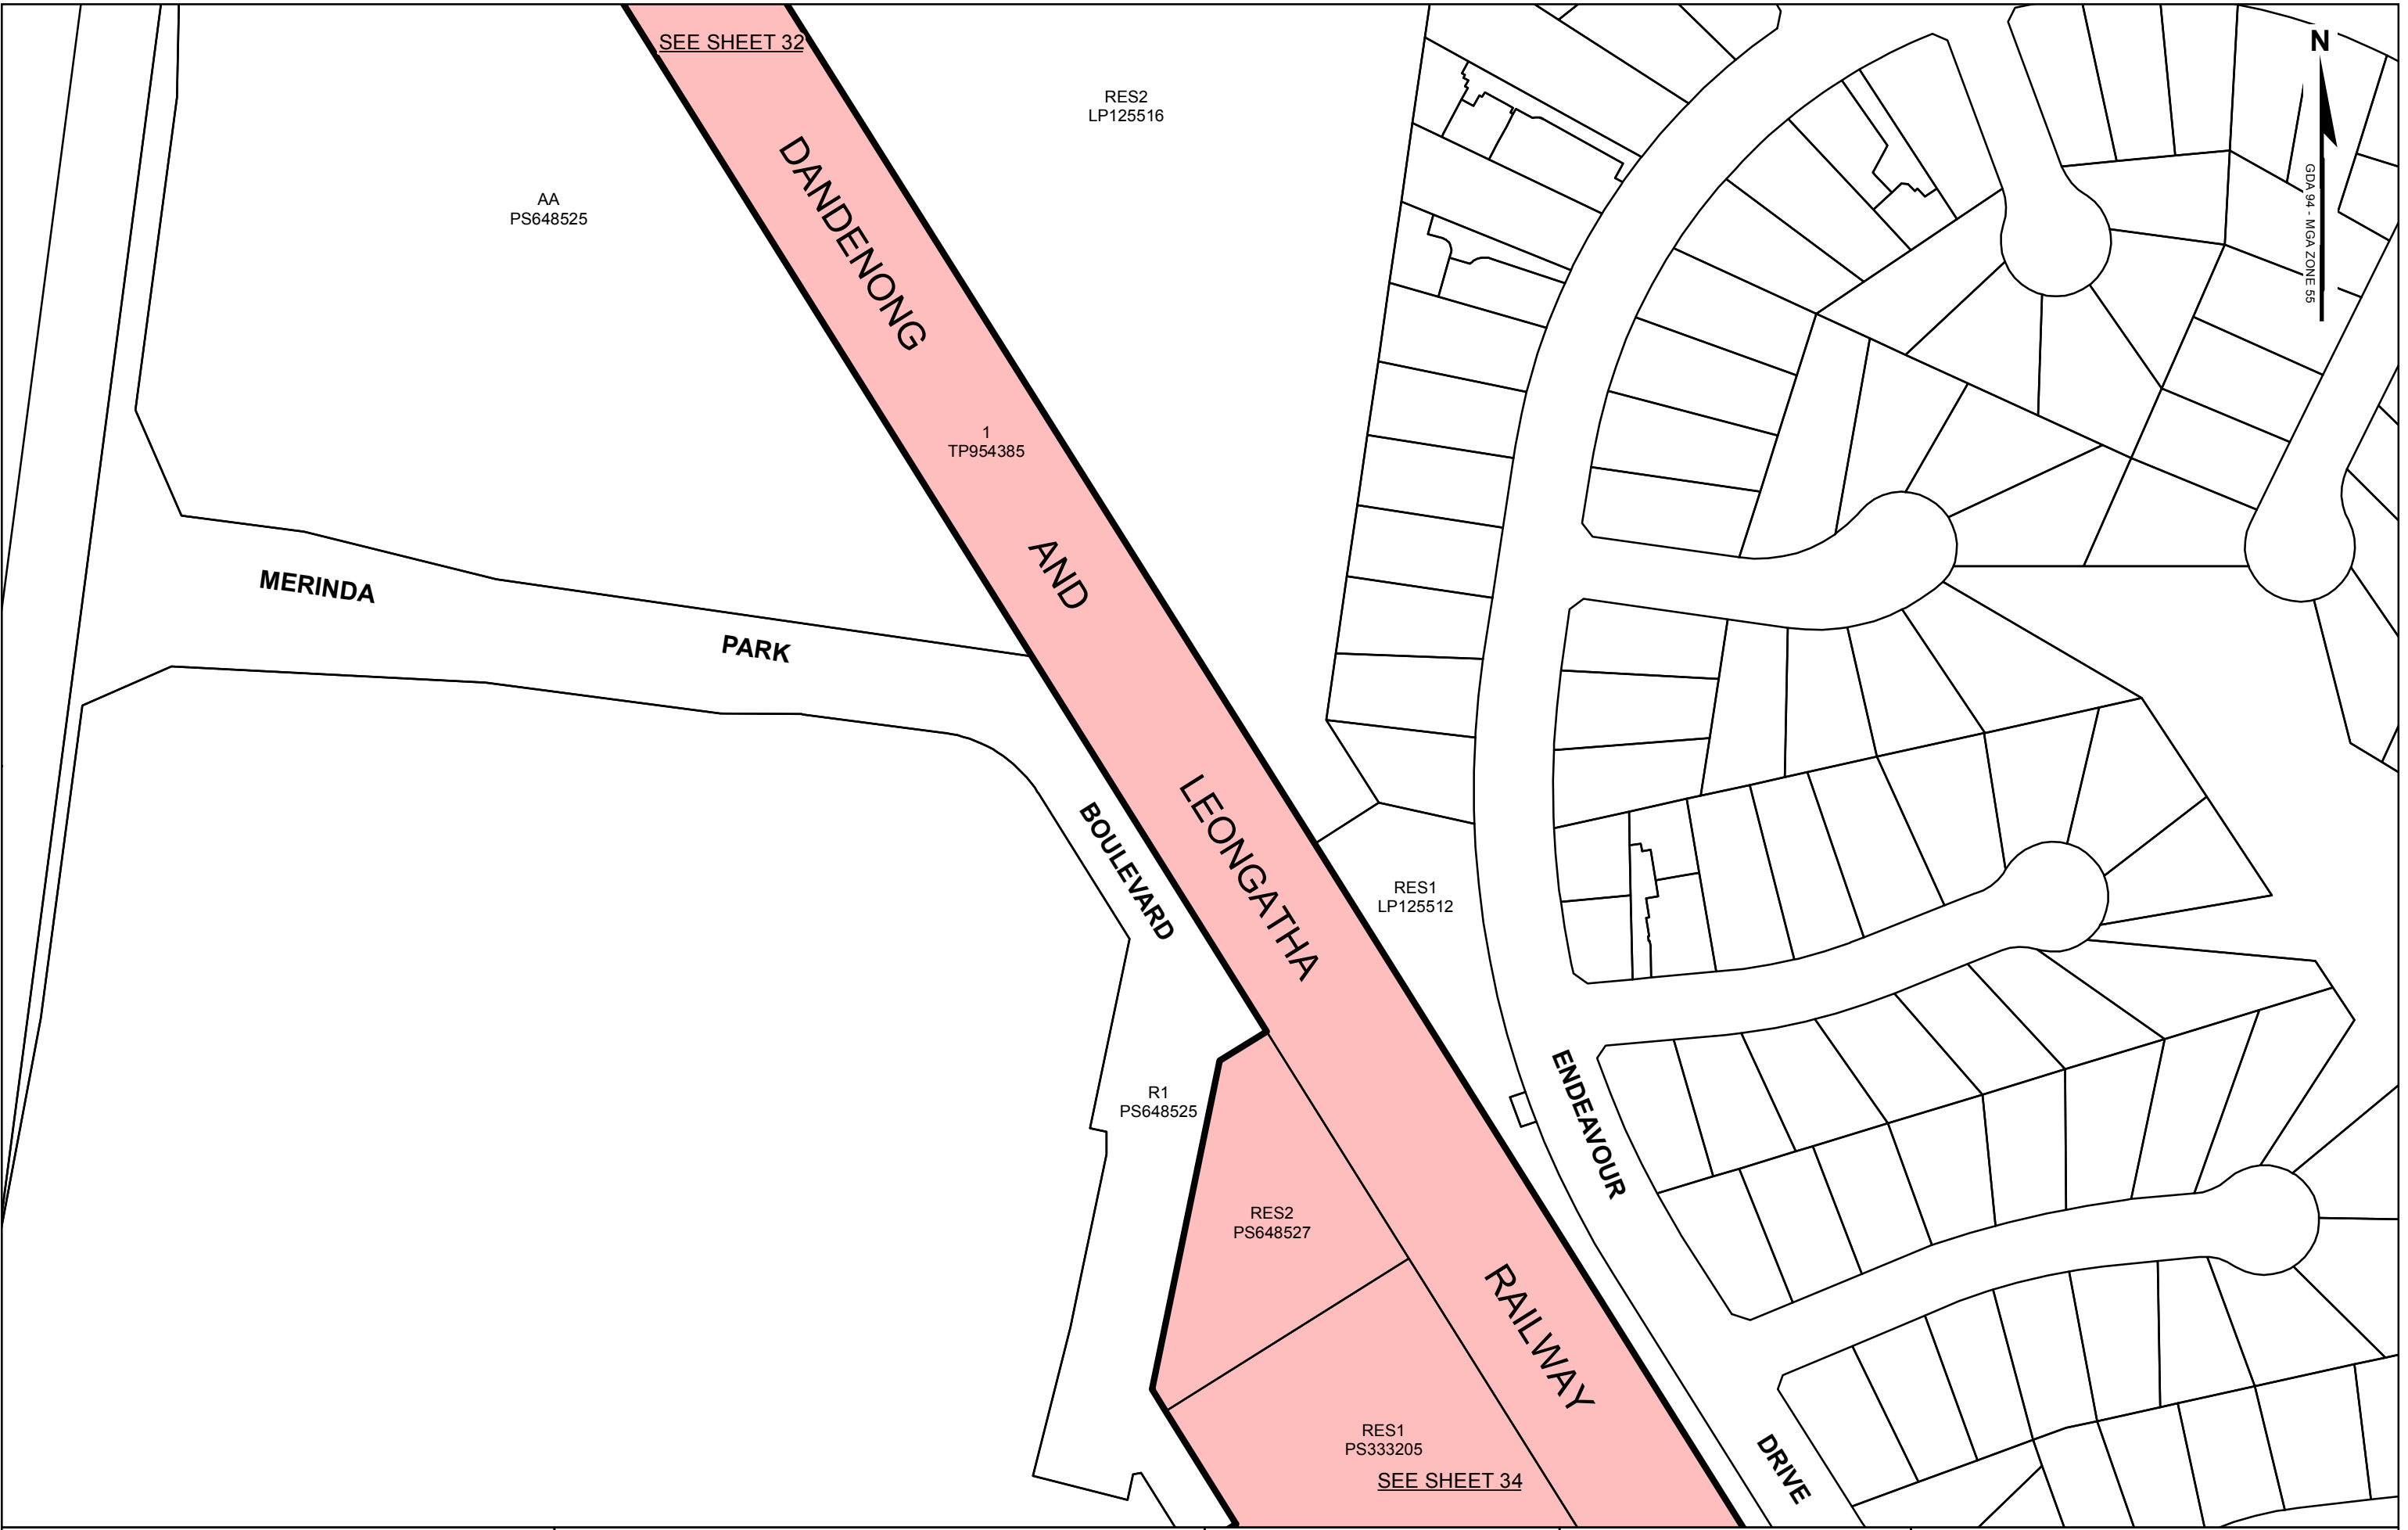 SEE SHEET 32
N
GDA 94 - MGA ZONE 55
RES2
LP125516
AA
PS648525
DANDENONG
1
TP954385
AND
MERINDA
PARK
BOULEVARD
LEONGATHA
RES1
LP125512
R1
PS648525
ENDEAVOUR
RES2
PS648527
RAILWAY
RES1
PS333205
SEE SHEET 34
DRIVE